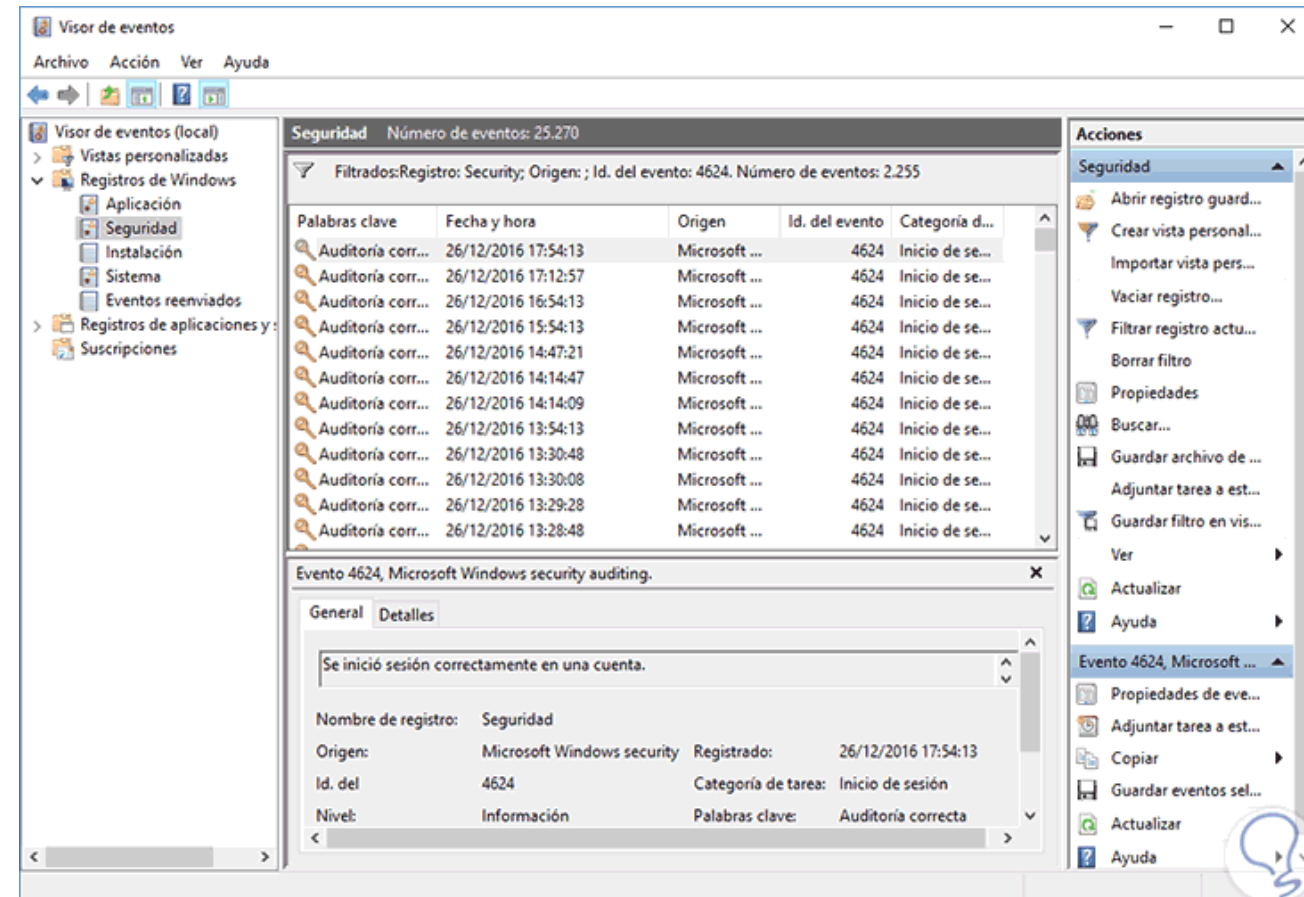 Visor de eventos
Archivo Acción Ver Ayuda
Visor de eventos (local)
Vistas personalizadas
Registros de Windows
Aplicación
Seguridad
Instalación
Sistema
Eventos reenviados
Registros de aplicaciones y s
Suscripciones
Seguridad Número de eventos: 25.270
Filtrados:Registro: Security; Origen: ; Id. del evento: 4624. Número de eventos: 2.255
Palabras clave Fecha y hora Origen Id. del evento Categoría d...
Auditoría corr... 26/12/2016 17:54:13 Microsoft ... 4624 Inicio de se...
Auditoría corr... 26/12/2016 17:12:57 Microsoft ... 4624 Inicio de se...
Auditoría corr... 26/12/2016 16:54:13 Microsoft ... 4624 Inicio de se...
Auditoría corr... 26/12/2016 15:54:13 Microsoft ... 4624 Inicio de se...
Auditoría corr... 26/12/2016 14:47:21 Microsoft ... 4624 Inicio de se...
Auditoría corr... 26/12/2016 14:14:47 Microsoft ... 4624 Inicio de se...
Auditoría corr... 26/12/2016 14:14:09 Microsoft ... 4624 Inicio de se...
Auditoría corr... 26/12/2016 13:54:13 Microsoft ... 4624 Inicio de se...
Auditoría corr... 26/12/2016 13:30:48 Microsoft ... 4624 Inicio de se...
Auditoría corr... 26/12/2016 13:30:08 Microsoft ... 4624 Inicio de se...
Auditoría corr... 26/12/2016 13:29:28 Microsoft ... 4624 Inicio de se...
Auditoría corr... 26/12/2016 13:28:48 Microsoft ... 4624 Inicio de se...
Evento 4624, Microsoft Windows security auditing.
General Detalles
Se inició sesión correctamente en una cuenta.
Nombre de registro: Seguridad
Origen: Microsoft Windows security Registrado: 26/12/2016 17:54:13
Id. del 4624 Categoría de tarea: Inicio de sesión
Nivel: Información Palabras clave: Auditoría correcta
Acciones
Seguridad
Abrir registro guard...
Crear vista personal...
Importar vista pers...
Vaciar registro...
Filtrar registro actu...
Borrar filtro
Propiedades
Buscar...
Guardar archivo de ...
Adjuntar tarea a est...
Guardar filtro en vis...
Ver
Actualizar
Ayuda
Evento 4624, Microsoft ...
Propiedades de eve...
Adjuntar tarea a est...
Copiar
Guardar eventos sel...
Actualizar
Ayuda